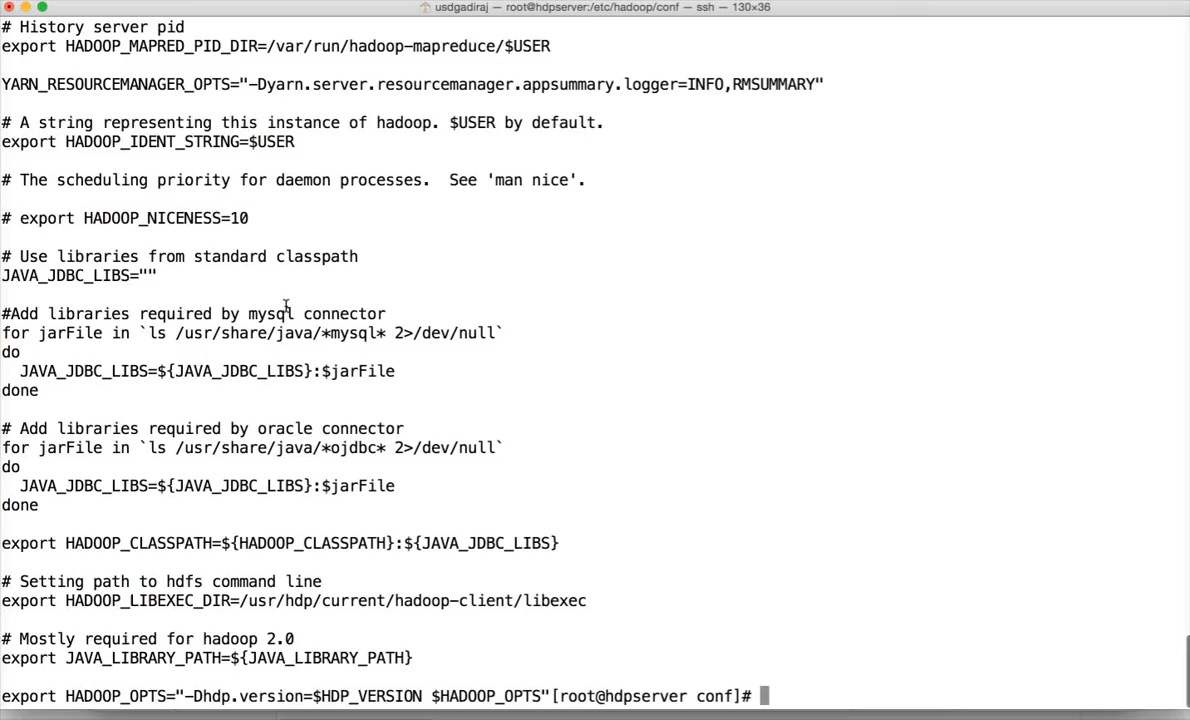 usdgadiraj — root@hdpserver:/etc/hadoop/conf — ssh — 130×36
# History server pid
export HADOOP_MAPRED_PID_DIR=/var/run/hadoop-mapreduce/$USER
YARN_RESOURCEMANAGER_OPTS="-Dyarn.server.resourcemanager.appsummary.logger=INFO,RMSUMMARY"
# A string representing this instance of hadoop. $USER by default.
export HADOOP_IDENT_STRING=$USER
# The scheduling priority for daemon processes.  See 'man nice'.
# export HADOOP_NICENESS=10
# Use libraries from standard classpath
JAVA_JDBC_LIBS=""
#Add libraries required by mysql connector
for jarFile in `ls /usr/share/java/*mysql* 2>/dev/null`
do
  JAVA_JDBC_LIBS=${JAVA_JDBC_LIBS}:$jarFile
done
# Add libraries required by oracle connector
for jarFile in `ls /usr/share/java/*ojdbc* 2>/dev/null`
do
  JAVA_JDBC_LIBS=${JAVA_JDBC_LIBS}:$jarFile
done
export HADOOP_CLASSPATH=${HADOOP_CLASSPATH}:${JAVA_JDBC_LIBS}
# Setting path to hdfs command line
export HADOOP_LIBEXEC_DIR=/usr/hdp/current/hadoop-client/libexec
# Mostly required for hadoop 2.0
export JAVA_LIBRARY_PATH=${JAVA_LIBRARY_PATH}
export HADOOP_OPTS="-Dhdp.version=$HDP_VERSION $HADOOP_OPTS"[root@hdpserver conf]#